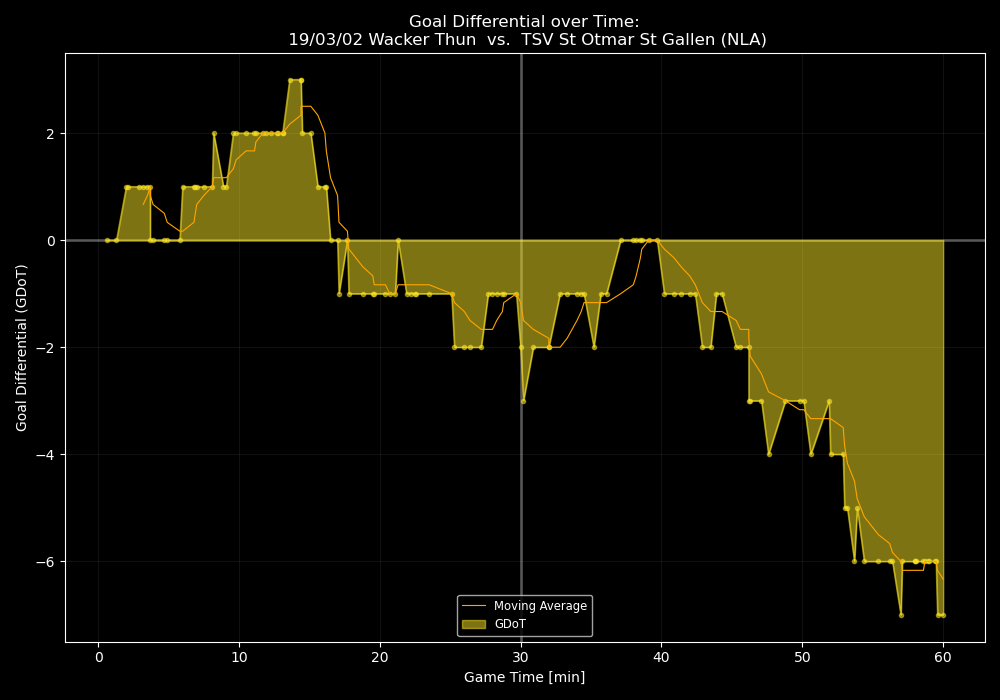 Goal Differential over Time:
19/03/02 Wacker Thun  vs.  TSV St Otmar St Gallen (NLA)
Goal Differential (GDoT)
2
0
−2
−4
−6
Moving Average
GDoT
0
10
20
30
40
50
60
Game Time [min]